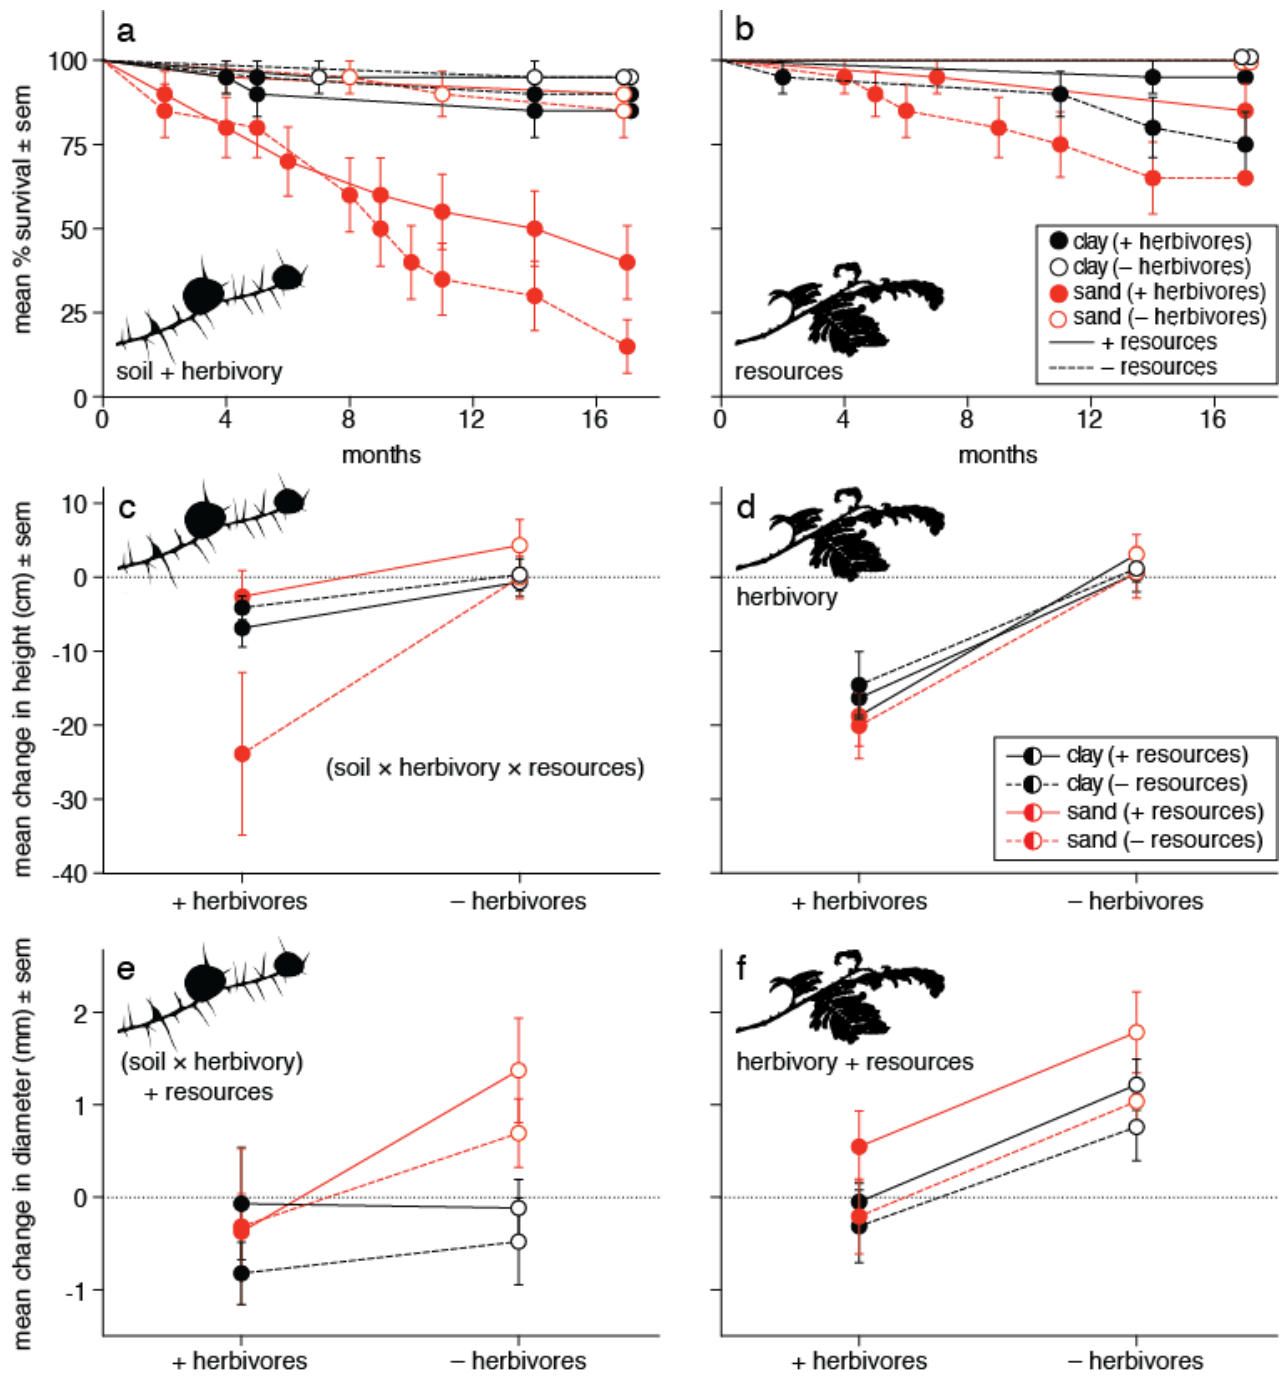 a
mean % survival ± sem
100
75
50
25
0
soil + herbivory
0 4 8 12 16
months
b
clay (+ herbivores)
clay (– herbivores)
sand (+ herbivores)
sand (– herbivores)
+ resources
– resources
resources
0 4 8 12 16
months
c
mean change in height (cm) ± sem
10
0
-10
-20
-30
-40
(soil × herbivory × resources)
+ herbivores – herbivores
d
herbivory
clay (+ resources)
clay (– resources)
sand (+ resources)
sand (– resources)
+ herbivores – herbivores
e
mean change in diameter (mm) ± sem
2
1
0
-1
(soil × herbivory)
+ resources
+ herbivores – herbivores
f
herbivory + resources
+ herbivores – herbivores